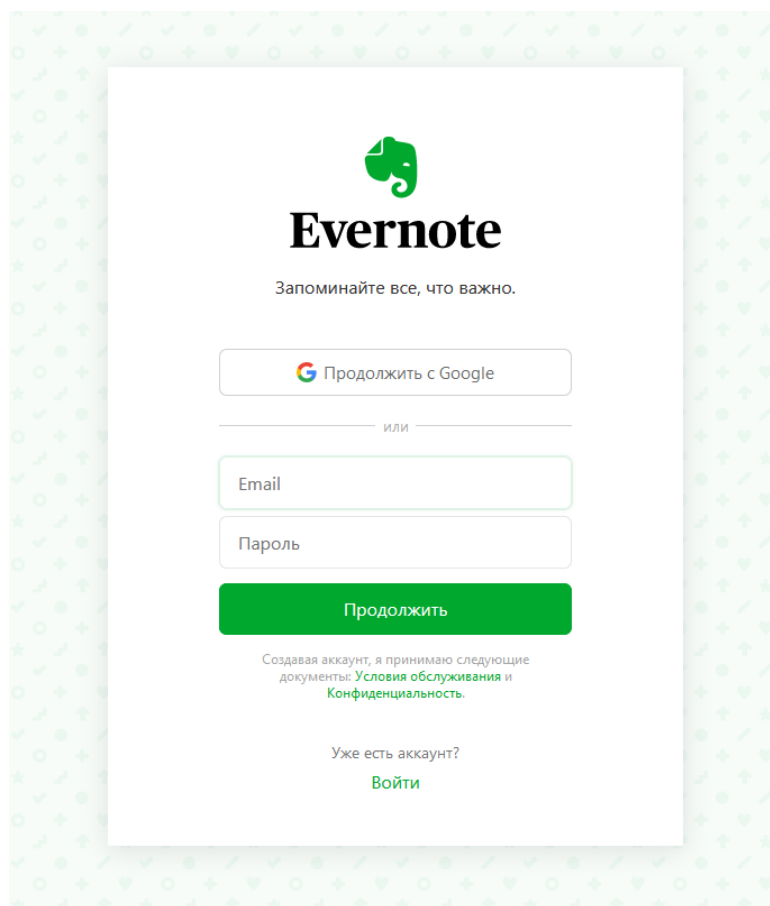 Evernote
Запоминайте все, что важно.
Продолжить с Google
или
Email
Пароль
Продолжить
Создавая аккаунт, я принимаю следующие
документы: Условия обслуживания и
Конфиденциальность.
Уже есть аккаунт?
Войти